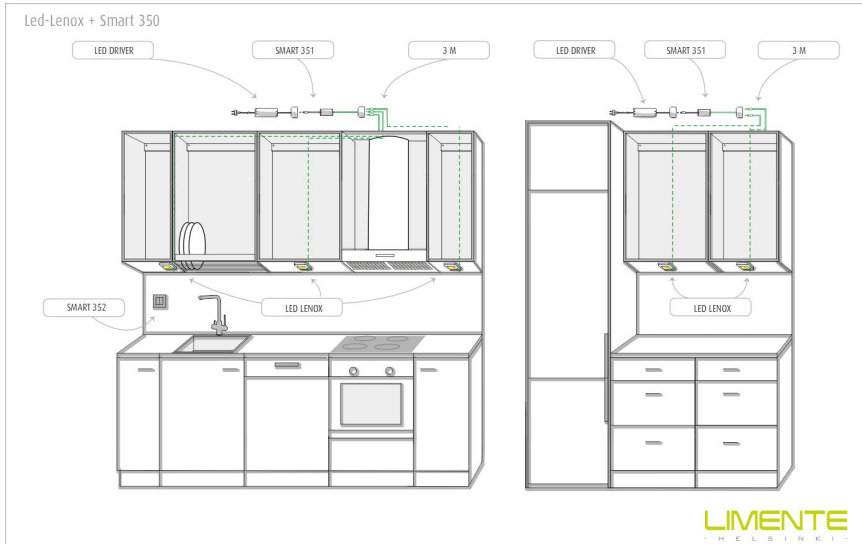 Led-Lenox + Smart 350
LED DRIVER
SMART 351
3 M
LED DRIVER
SMART 351
3 M
SMART 352
LED LENOX
LED LENOX
LIMENTE
· HELSINKI ·